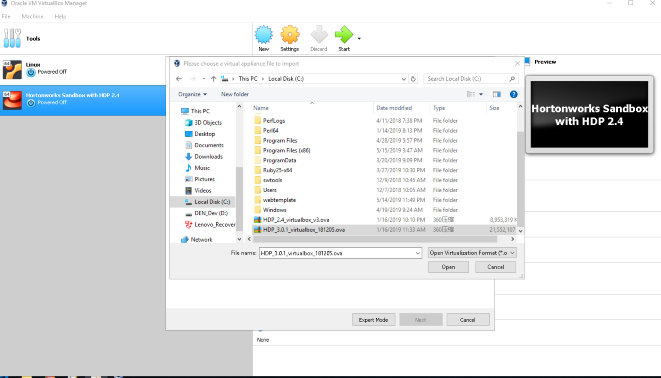 Oracle VM VirtualBox Manager
File Machine Help
Tools
New Settings Discard Start
Preview
64 Linux
Powered Off
64 Hortonworks Sandbox with HDP 2.4
Powered Off
Hortonworks Sandbox
with HDP 2.4
Please choose a virtual appliance file to import
This PC > Local Disk (C:)
Search Local Disk (C:)
Organize New folder
This PC
3D Objects
Desktop
Documents
Downloads
Music
Pictures
Videos
Local Disk (C:)
DEN_Dev (D:)
Lenovo_Recover
Network
Name Date modified Type Size
PerfLogs 4/11/2018 7:38 PM File folder
Perl64 1/14/2019 8:13 PM File folder
Program Files 4/28/2019 5:57 PM File folder
Program Files (x86) 5/15/2019 3:47 AM File folder
ProgramData 3/20/2019 9:09 PM File folder
Ruby25-x64 3/27/2019 10:30 PM File folder
swtools 12/9/2018 10:45 AM File folder
Users 12/7/2018 10:05 AM File folder
webtemplate 5/14/2019 11:49 PM File folder
Windows 4/19/2019 9:24 AM File folder
HDP_2.4_virtualbox_v3.ova 1/16/2019 10:10 PM 360压缩 8,953,319 K
HDP_3.0.1_virtualbox_181205.ova 1/16/2019 11:33 AM 360压缩 21,552,107
File name: HDP_3.0.1_virtualbox_181205.ova Open Virtualization Format (*.o
Open Cancel
Expert Mode Next Cancel
None